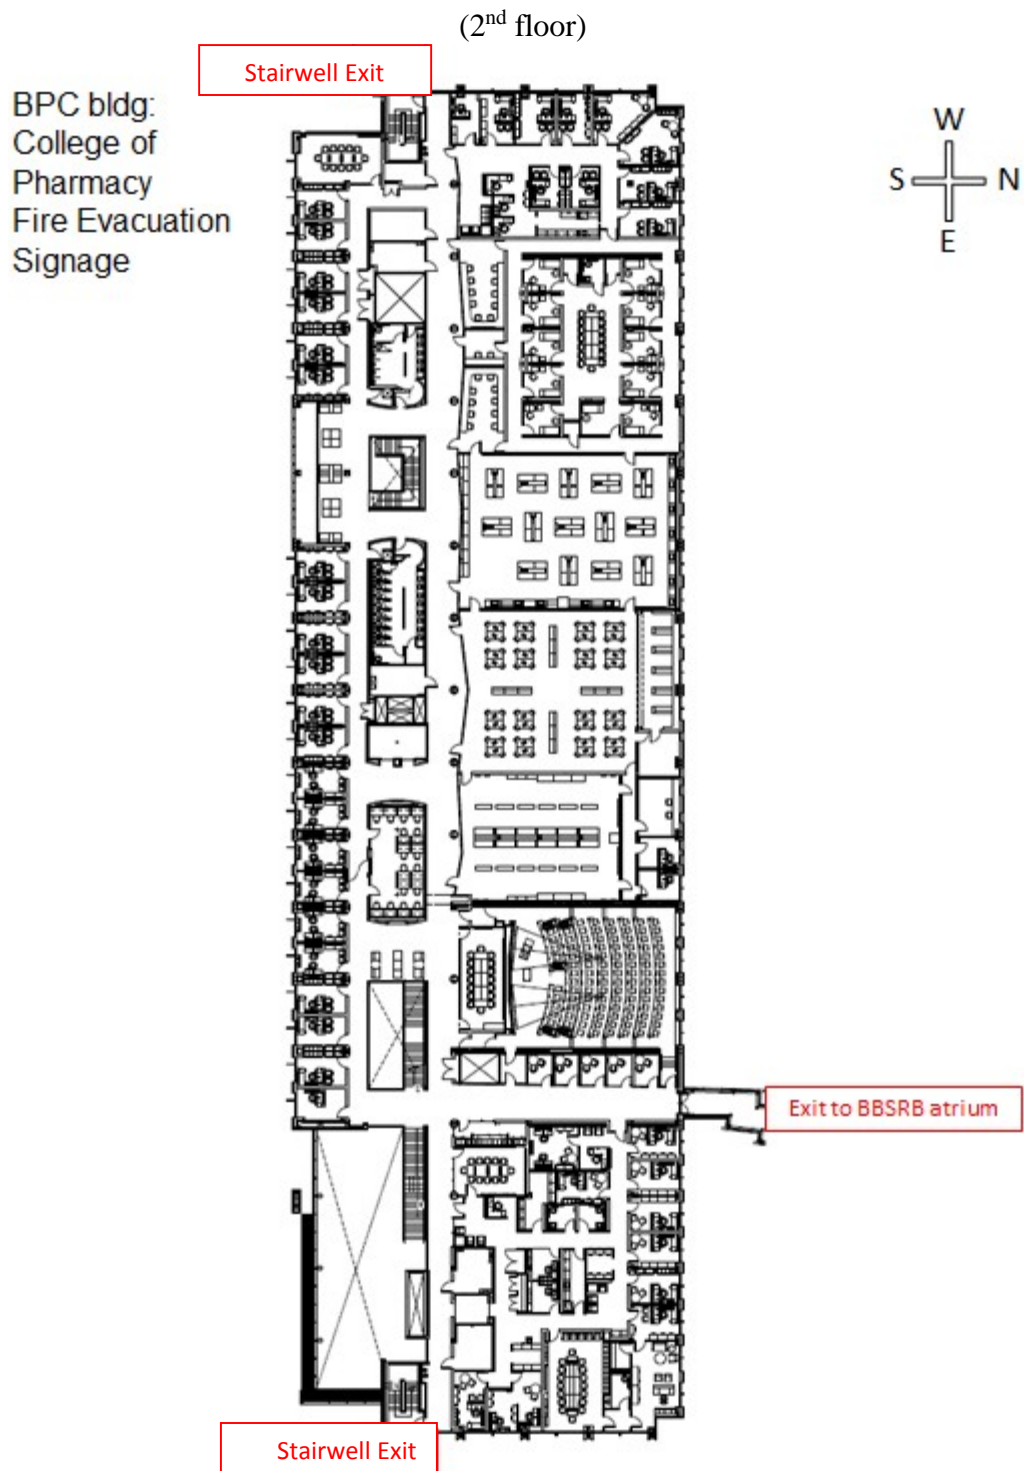 (2nd floor)
Stairwell Exit
BPC bldg:
College of
Pharmacy
Fire Evacuation
Signage
W
S N
E
Exit to BBSRB atrium
Stairwell Exit